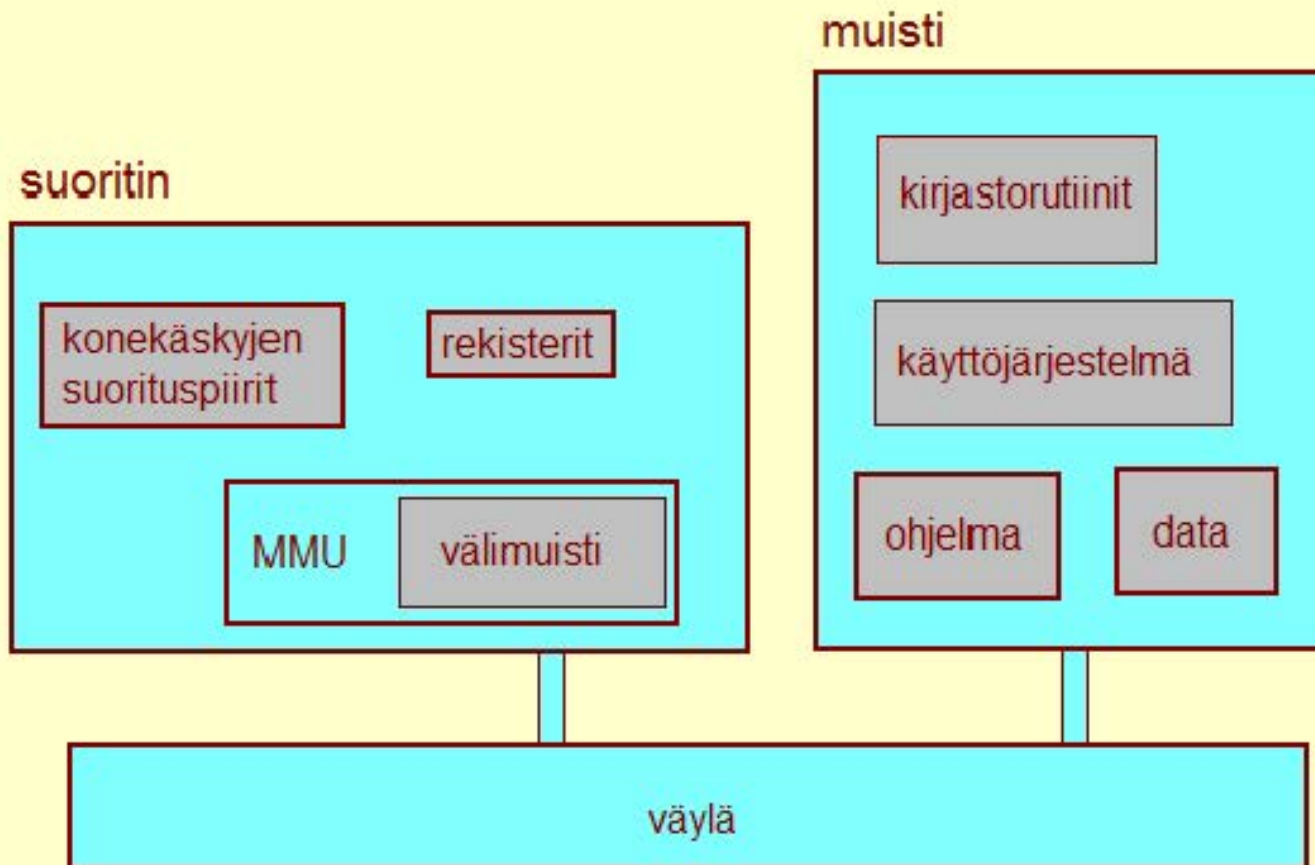 muisti
suoritin
kirjastorutiinit
konekäskyjen
suorituspiirit
rekisterit
käyttöjärjestelmä
MMU
välimuisti
ohjelma
data
väylä